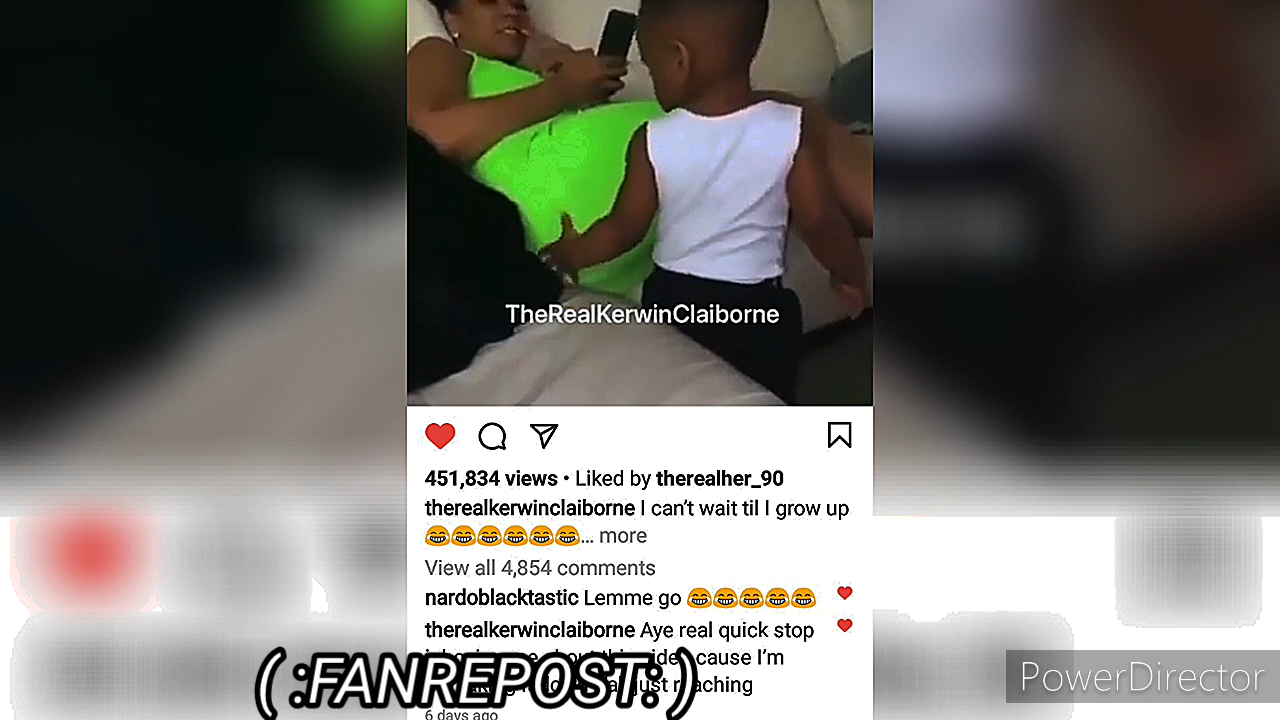 TheRealKerwinClaiborne
451,834 views • Liked by therealher_90
therealkerwinclaiborne I can't wait til I grow up
😂😂😂😂😂😂... more
View all 4,854 comments
nardoblacktastic Lemme go 😂😂😂😂😂
therealkerwinclaiborne Aye real quick stop
cause I'm
just reaching
( :FANREPOST: )
PowerDirector
6 days ago